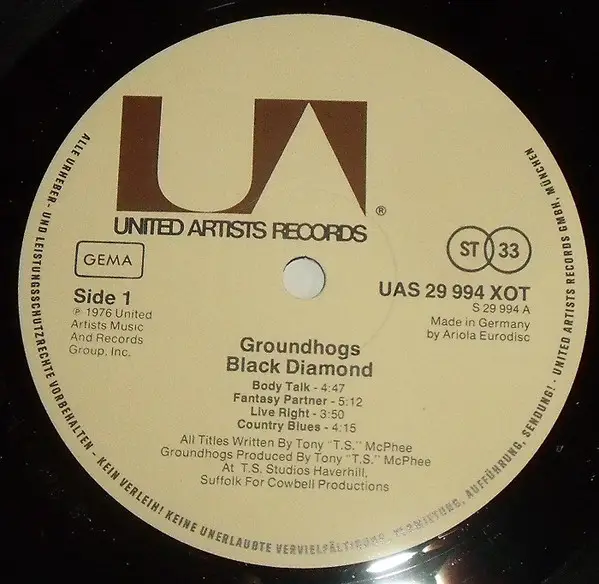 UA
®
UNITED ARTISTS RECORDS
GEMA
ST 33
Side 1
℗ 1976 United
Artists Music
And Records
Group, Inc.
UAS 29 994 XOT
S 29 994 A
Made in Germany
by Ariola Eurodisc
Groundhogs
Black Diamond
Body Talk - 4:47
Fantasy Partner - 5:12
Live Right - 3:50
Country Blues - 4:15
All Titles Written By Tony "T.S." McPhee
Groundhogs Produced By Tony "T.S." McPhee
At T.S. Studios Haverhill,
Suffolk For Cowbell Productions
ALLE URHEBER- UND LEISTUNGSSCHUTZRECHTE VORBEHALTEN - KEIN VERLEIH! KEINE UNERLAUBTE VERVIELFÄLTIGUNG, VERMIETUNG, AUFFÜHRUNG, SENDUNG! · UNITED ARTISTS RECORDS GMBH, MÜNCHEN